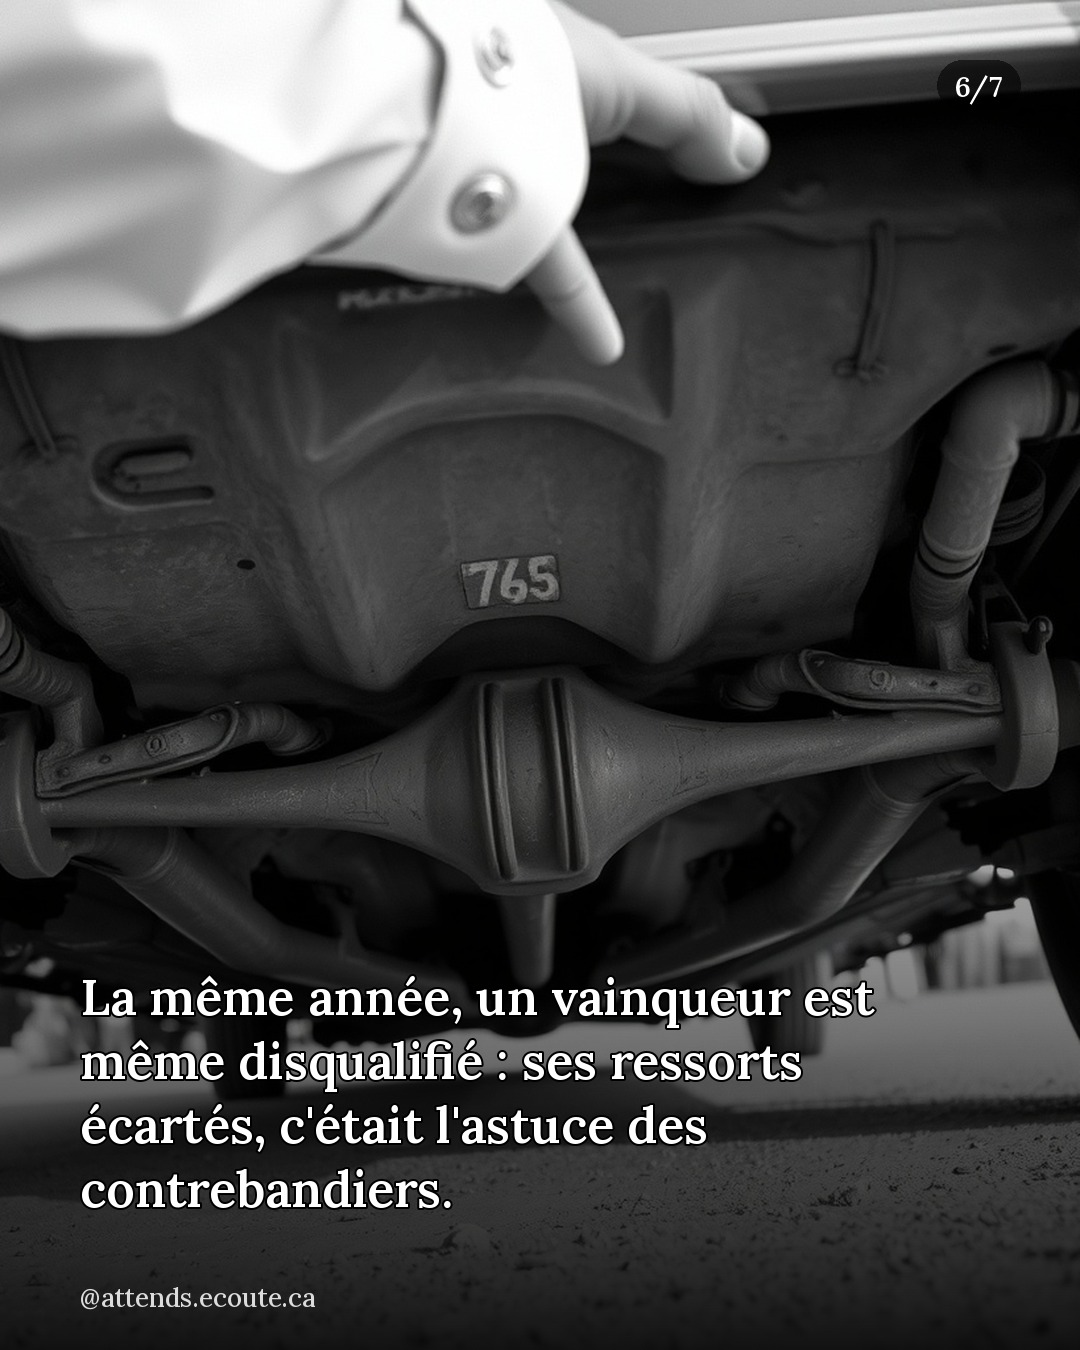 6/7
765
La même année, un vainqueur est
même disqualifié : ses ressorts
écartés, c'était l'astuce des
contrebandiers.
@attends.ecoute.ca